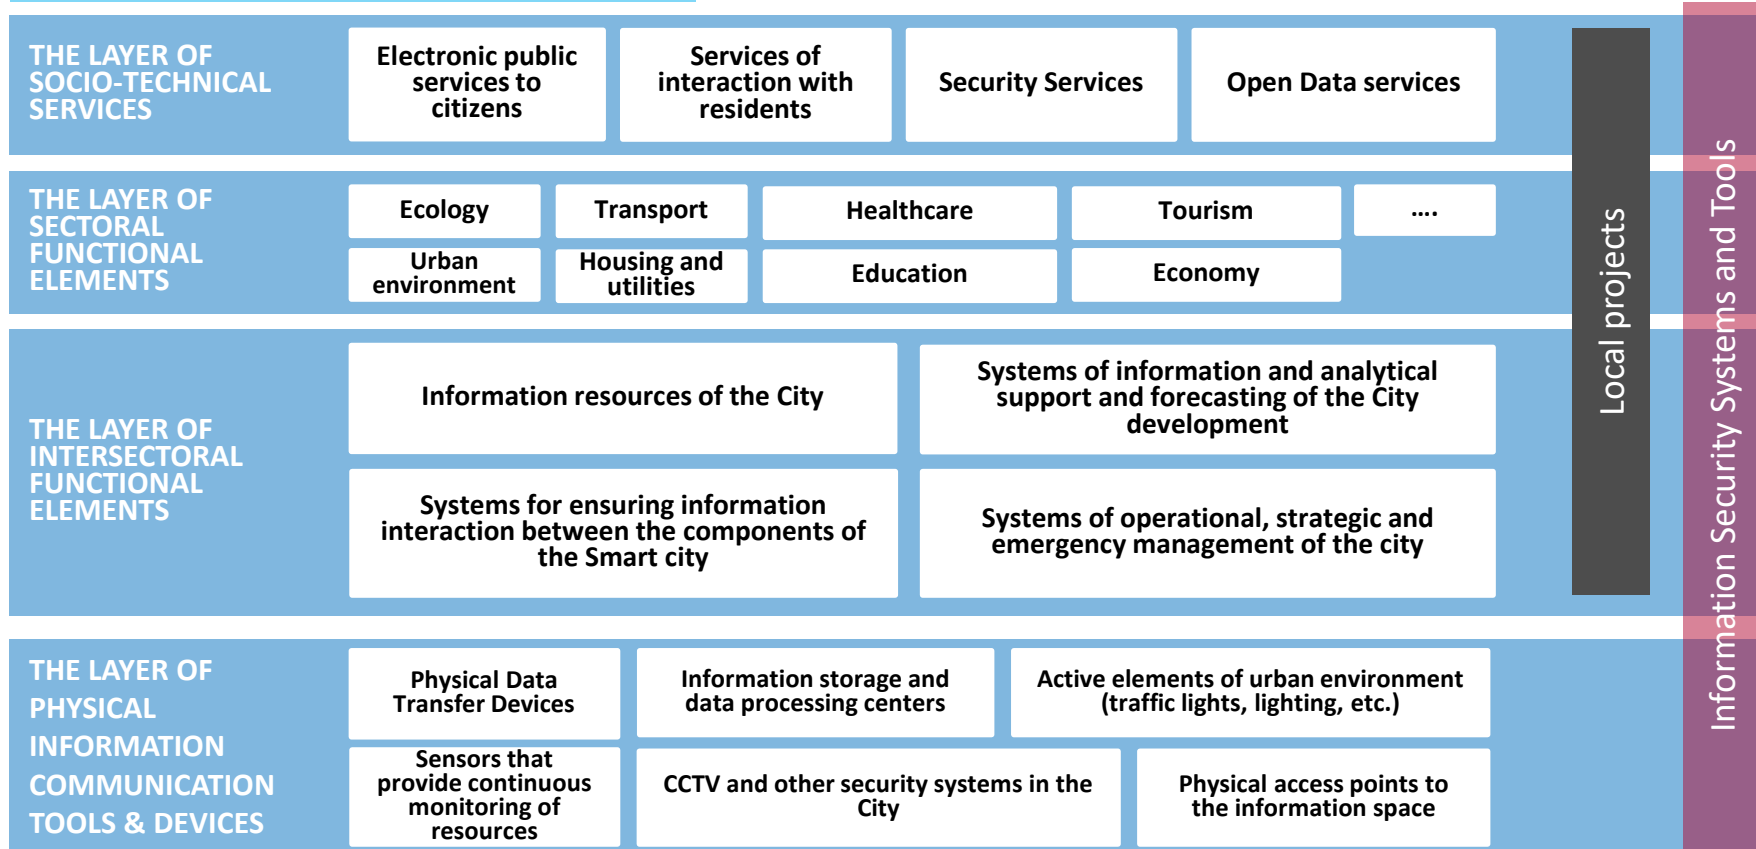 THE LAYER OF
SOCIO-TECHNICAL
SERVICES
Electronic public
services to
citizens
Services of
interaction with
residents
Security Services
Open Data services
THE LAYER OF
SECTORAL
FUNCTIONAL
ELEMENTS
Ecology
Transport
Healthcare
Tourism
....
Urban
environment
Housing and
utilities
Education
Economy
THE LAYER OF
INTERSECTORAL
FUNCTIONAL
ELEMENTS
Information resources of the City
Systems of information and analytical
support and forecasting of the City
development
Systems for ensuring information
interaction between the components of
the Smart city
Systems of operational, strategic and
emergency management of the city
THE LAYER OF
PHYSICAL
INFORMATION
COMMUNICATION
TOOLS & DEVICES
Physical Data
Transfer Devices
Information storage and
data processing centers
Active elements of urban environment
(traffic lights, lighting, etc.)
Sensors that
provide continuous
monitoring of
resources
CCTV and other security systems in the
City
Physical access points to
the information space
Local projects
Information Security Systems and Tools